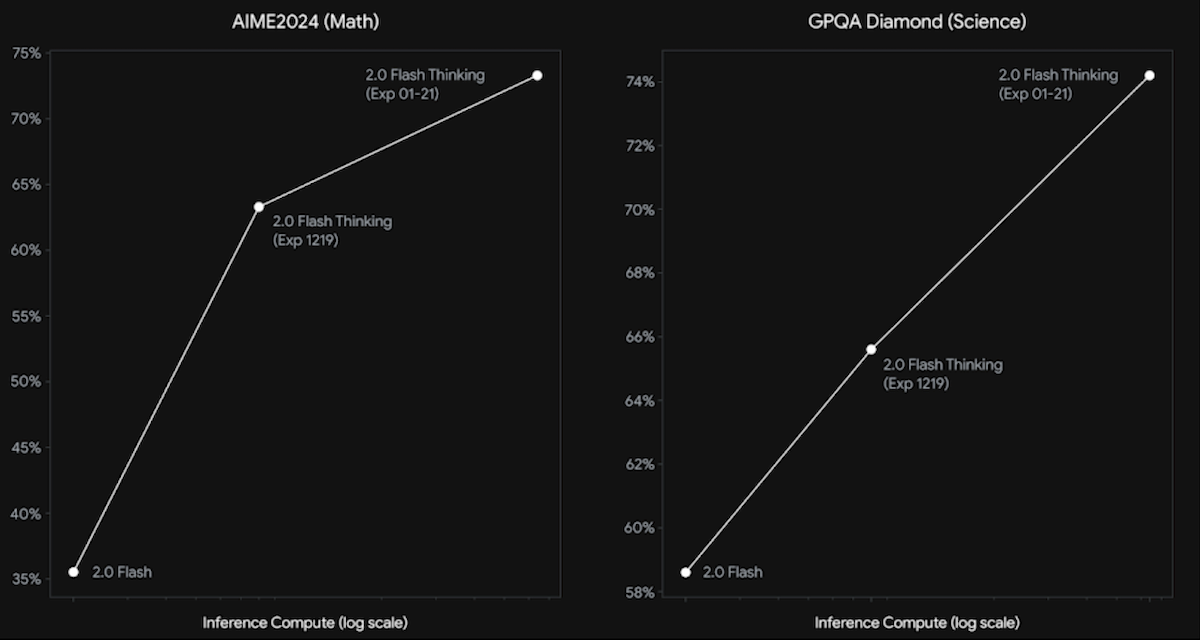 AIME2024 (Math)
75%
70%
65%
60%
55%
50%
45%
40%
35%
2.0 Flash Thinking
(Exp 01-21)
2.0 Flash Thinking
(Exp 1219)
2.0 Flash
Inference Compute (log scale)
GPQA Diamond (Science)
74%
72%
70%
68%
66%
64%
62%
60%
58%
2.0 Flash Thinking
(Exp 01-21)
2.0 Flash Thinking
(Exp 1219)
2.0 Flash
Inference Compute (log scale)